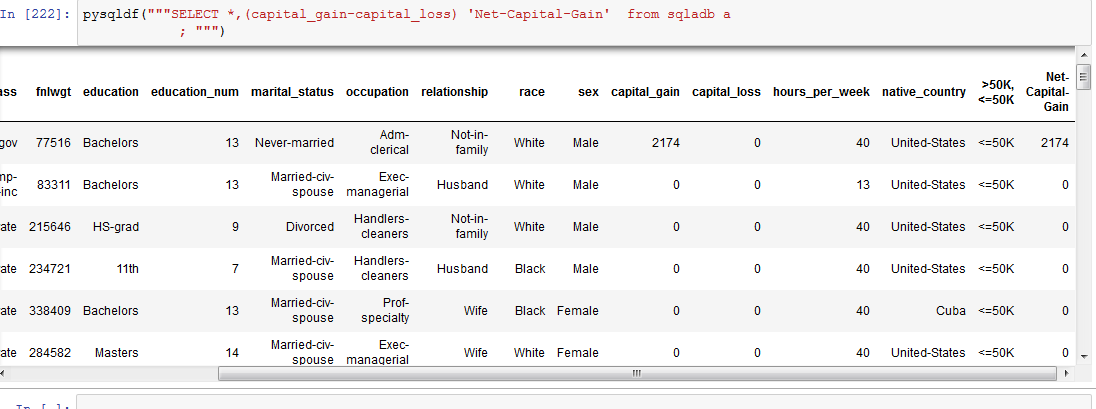 In [222]: pysqldf("""SELECT *,(capital_gain-capital_loss) 'Net-Capital-Gain'  from sqladb a
; """)
ass fnlwgt education education_num marital_status occupation relationship race sex capital_gain capital_loss hours_per_week native_country >50K, <=50K Net-Capital-Gain
gov 77516 Bachelors 13 Never-married Adm-clerical Not-in-family White Male 2174 0 40 United-States <=50K 2174
mp-inc 83311 Bachelors 13 Married-civ-spouse Exec-managerial Husband White Male 0 0 13 United-States <=50K 0
ate 215646 HS-grad 9 Divorced Handlers-cleaners Not-in-family White Male 0 0 40 United-States <=50K 0
ate 234721 11th 7 Married-civ-spouse Handlers-cleaners Husband Black Male 0 0 40 United-States <=50K 0
ate 338409 Bachelors 13 Married-civ-spouse Prof-specialty Wife Black Female 0 0 40 Cuba <=50K 0
ate 284582 Masters 14 Married-civ-spouse Exec-managerial Wife White Female 0 0 40 United-States <=50K 0
In [ ]: